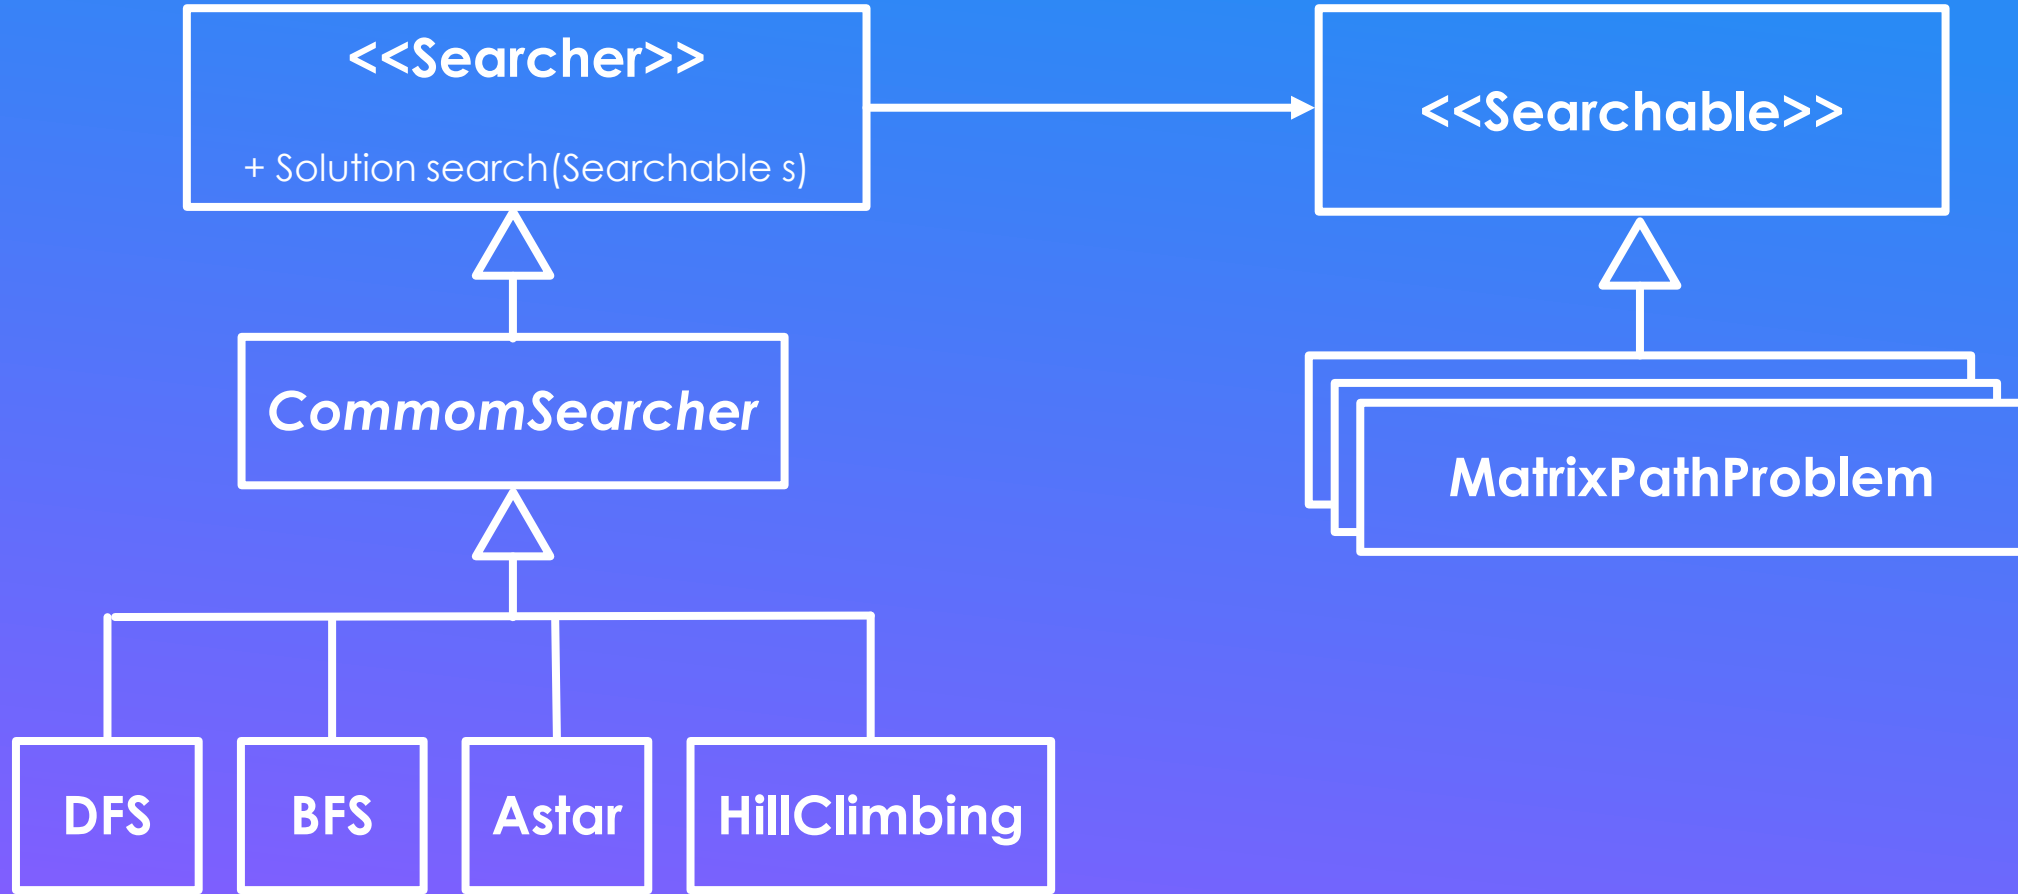 <<Searcher>>
+ Solution search(Searchable s)
<<Searchable>>
CommomSearcher
MatrixPathProblem
DFS
BFS
Astar
HillClimbing